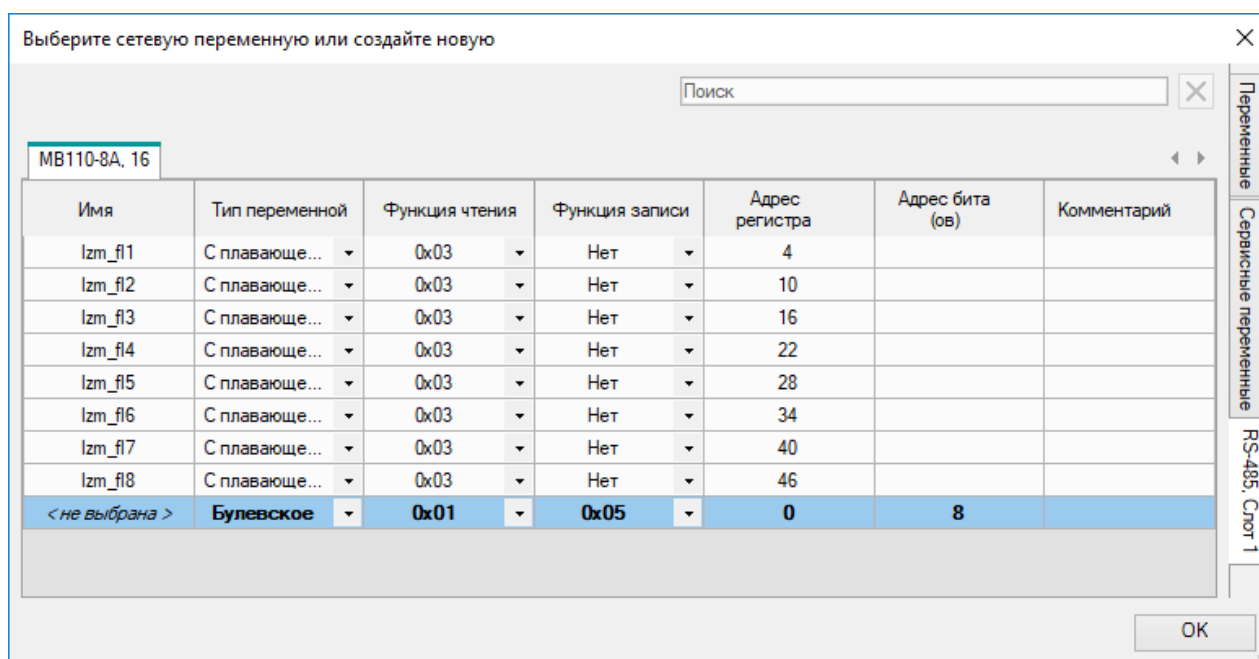 Выберите сетевую переменную или создайте новую
Поиск
МВ110-8А, 16
Имя Тип переменной Функция чтения Функция записи Адрес регистра Адрес бита (ов) Комментарий
Izm_fl1 С плавающе... 0x03 Нет 4
Izm_fl2 С плавающе... 0x03 Нет 10
Izm_fl3 С плавающе... 0x03 Нет 16
Izm_fl4 С плавающе... 0x03 Нет 22
Izm_fl5 С плавающе... 0x03 Нет 28
Izm_fl6 С плавающе... 0x03 Нет 34
Izm_fl7 С плавающе... 0x03 Нет 40
Izm_fl8 С плавающе... 0x03 Нет 46
< не выбрана > Булевское 0x01 0x05 0 8
Переменные
Сервисные переменные
RS-485, Слот 1
OK